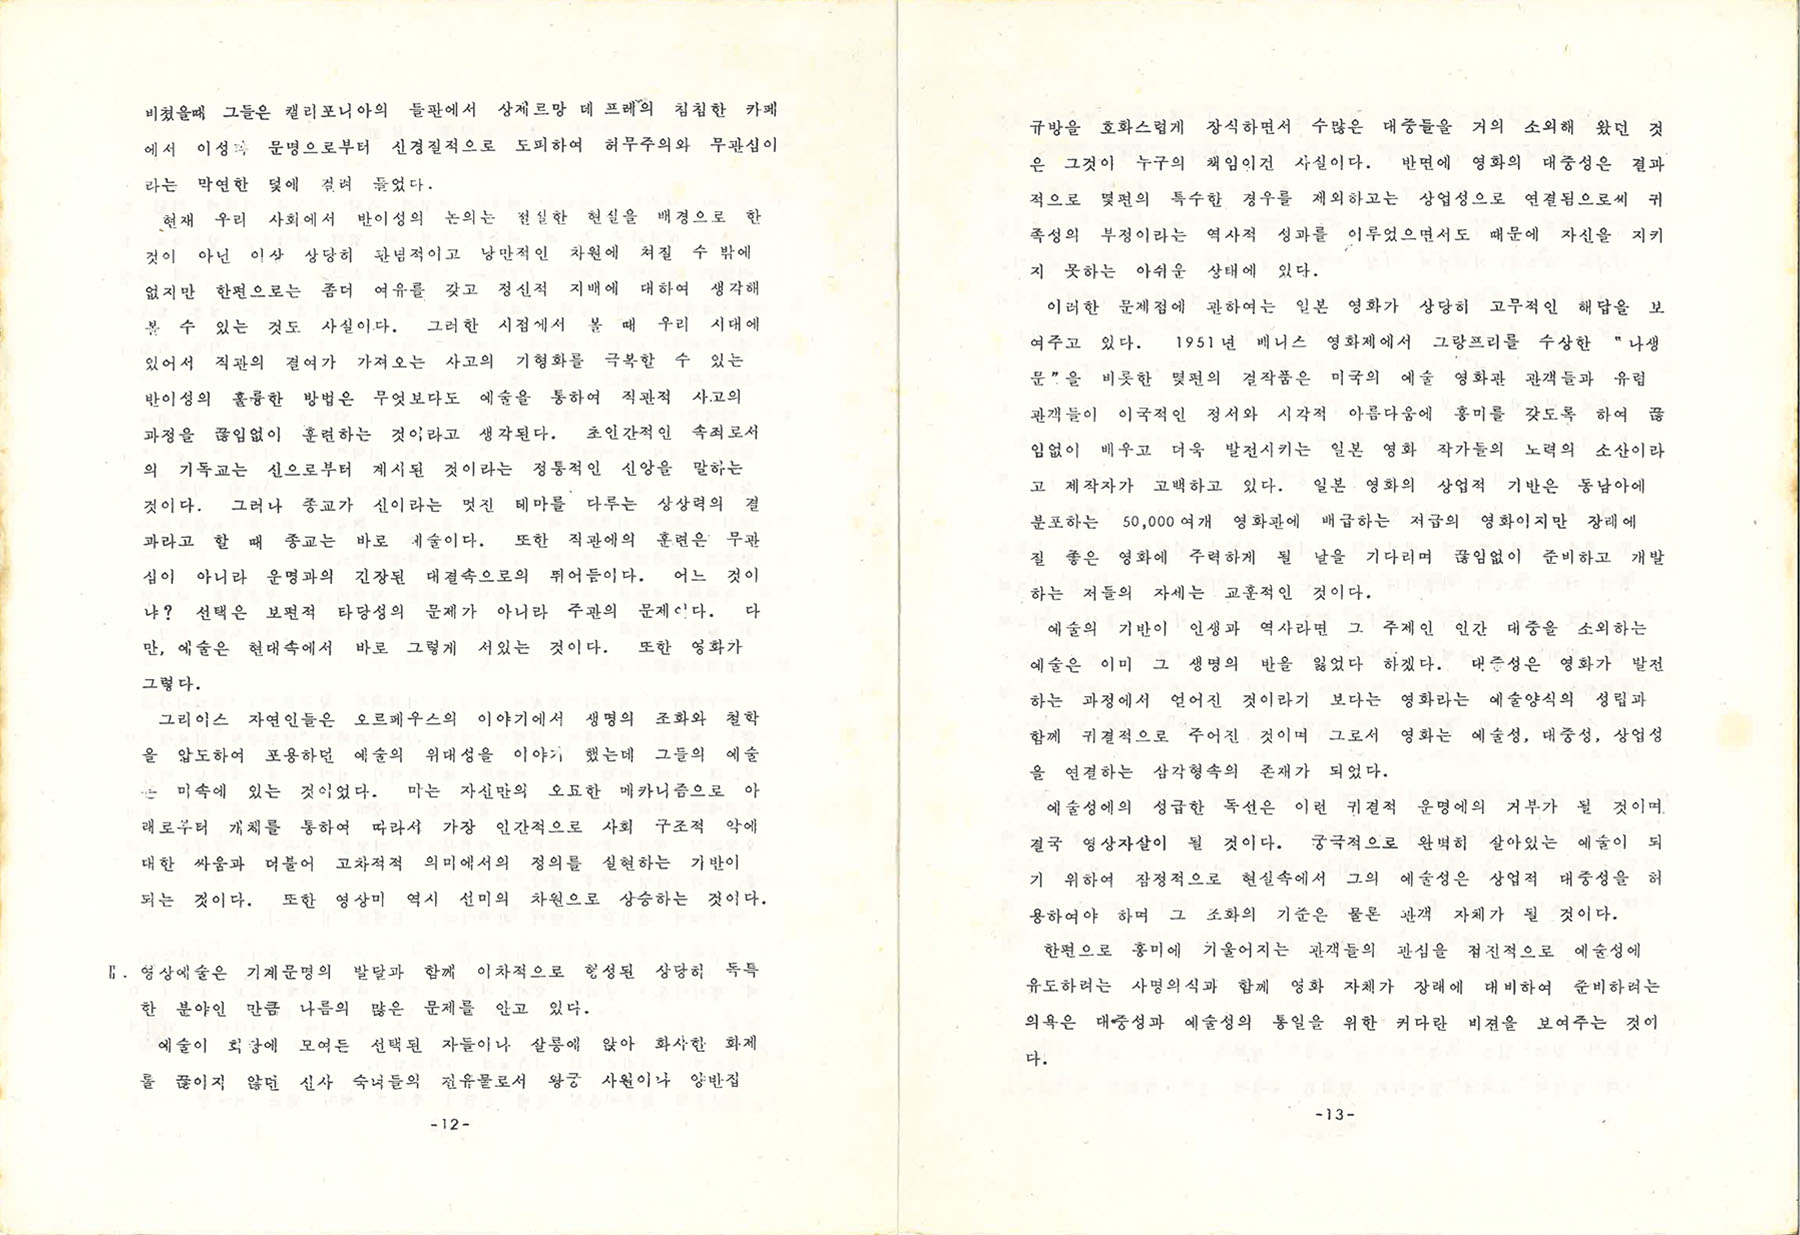 비쳤을때 그들은 캘리포니아의 들판에서 상제르망 데 프레의 침침한 카페
에서 이성적 문명으로부터 신경질적으로 도피하여 허무주의와 무관심이
라는 막연한 덫에 걸려 들었다.
현재 우리 사회에서 반이성의 논의는 절실한 현실을 배경으로 한
것이 아닌 이상 상당히 관념적이고 낭만적인 차원에 쳐질 수 밖에
없지만 한편으로는 좀더 여유를 갖고 정신적 지배에 대하여 생각해
볼 수 있는 것도 사실이다. 그러한 시점에서 볼 때 우리 시대에
있어서 직관의 결여가 가져오는 사고의 기형화를 극복할 수 있는
반이성의 훌륭한 방법은 무엇보다도 예술을 통하여 직관적 사고의
과정을 끊임없이 훈련하는 것이라고 생각된다. 초인간적인 속죄로서
의 기독교는 신으로부터 계시된 것이라는 정통적인 신앙을 말하는
것이다. 그러나 종교가 신이라는 멋진 테마를 다루는 상상력의 결
과라고 할 때 종교는 바로 예술이다. 또한 직관에의 훈련은 무관
심이 아니라 운명과의 긴장된 대결속으로의 뛰어듦이다. 어느 것이
냐? 선택은 보편적 타당성의 문제가 아니라 주관의 문제이다. 다
만, 예술은 현대속에서 바로 그렇게 서있는 것이다. 또한 영화가
그렇다.
그리이스 자연인들은 오르페우스의 이야기에서 생명의 조화와 철학
을 압도하여 포용하던 예술의 위대성을 이야기 했는데 그들의 예술
은 미속에 있는 것이었다. 미는 자신만의 오묘한 메카니즘으로 아
래로부터 개체를 통하여 따라서 가장 인간적으로 사회 구조적 악에
대한 싸움과 더불어 고차적적 의미에서의 정의를 실현하는 기반이
되는 것이다. 또한 영상미 역시 선미의 차원으로 상승하는 것이다.
Ⅱ. 영상예술은 기계문명의 발달과 함께 이차적으로 형성된 상당히 독특
한 분야인 만큼 나름의 많은 문제를 안고 있다.
예술이 회당에 모여든 선택된 자들이나 살롱에 앉아 화사한 화제
를 끊이지 않던 신사 숙녀들의 전유물로서 왕궁 사원이나 양반집
-12-
규방을 호화스럽게 장식하면서 수많은 대중들을 거의 소외해 왔던 것
은 그것이 누구의 책임이건 사실이다. 반면에 영화의 대중성은 결과
적으로 몇편의 특수한 경우를 제외하고는 상업성으로 연결됨으로써 귀
족성의 부정이라는 역사적 성과를 이루었으면서도 때문에 자신을 지키
지 못하는 아쉬운 상태에 있다.
이러한 문제점에 관하여는 일본 영화가 상당히 고무적인 해답을 보
여주고 있다. 1951년 베니스 영화제에서 그랑프리를 수상한 "나생
문"을 비롯한 몇편의 걸작품은 미국의 예술 영화관 관객들과 유럽
관객들이 이국적인 정서와 시각적 아름다움에 흥미를 갖도록 하여 끊
임없이 배우고 더욱 발전시키는 일본 영화 작가들의 노력의 소산이라
고 제작자가 고백하고 있다. 일본 영화의 상업적 기반은 동남아에
분포하는 50,000여개 영화관에 배급하는 저급의 영화이지만 장래에
질 좋은 영화에 주력하게 될 날을 기다리며 끊임없이 준비하고 개발
하는 저들의 자세는 교훈적인 것이다.
예술의 기반이 인생과 역사라면 그 주제인 인간 대중을 소외하는
예술은 이미 그 생명의 반을 잃었다 하겠다. 대중성은 영화가 발전
하는 과정에서 얻어진 것이라기 보다는 영화라는 예술양식의 성립과
함께 귀결적으로 주어진 것이며 그로서 영화는 예술성, 대중성, 상업성
을 연결하는 삼각형속의 존재가 되었다.
예술성에의 성급한 독선은 이런 귀결적 운명에의 거부가 될 것이며
결국 영상자살이 될 것이다. 궁극적으로 완벽히 살아있는 예술이 되
기 위하여 잠정적으로 현실속에서 그의 예술성은 상업적 대중성을 허
용하여야 하며 그 조화의 기준은 물론 관객 자체가 될 것이다.
한편으로 흥미에 기울어지는 관객들의 관심을 점진적으로 예술성에
유도하려는 사명의식과 함께 영화 자체가 장래에 대비하여 준비하려는
의욕은 대중성과 예술성의 통일을 위한 커다란 비젼을 보여주는 것이
다.
-13-